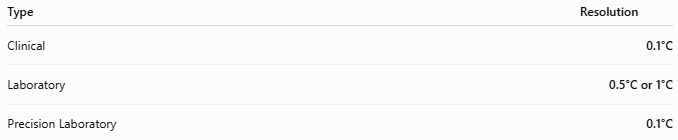 Type Resolution
Clinical 0.1°C
Laboratory 0.5°C or 1°C
Precision Laboratory 0.1°C